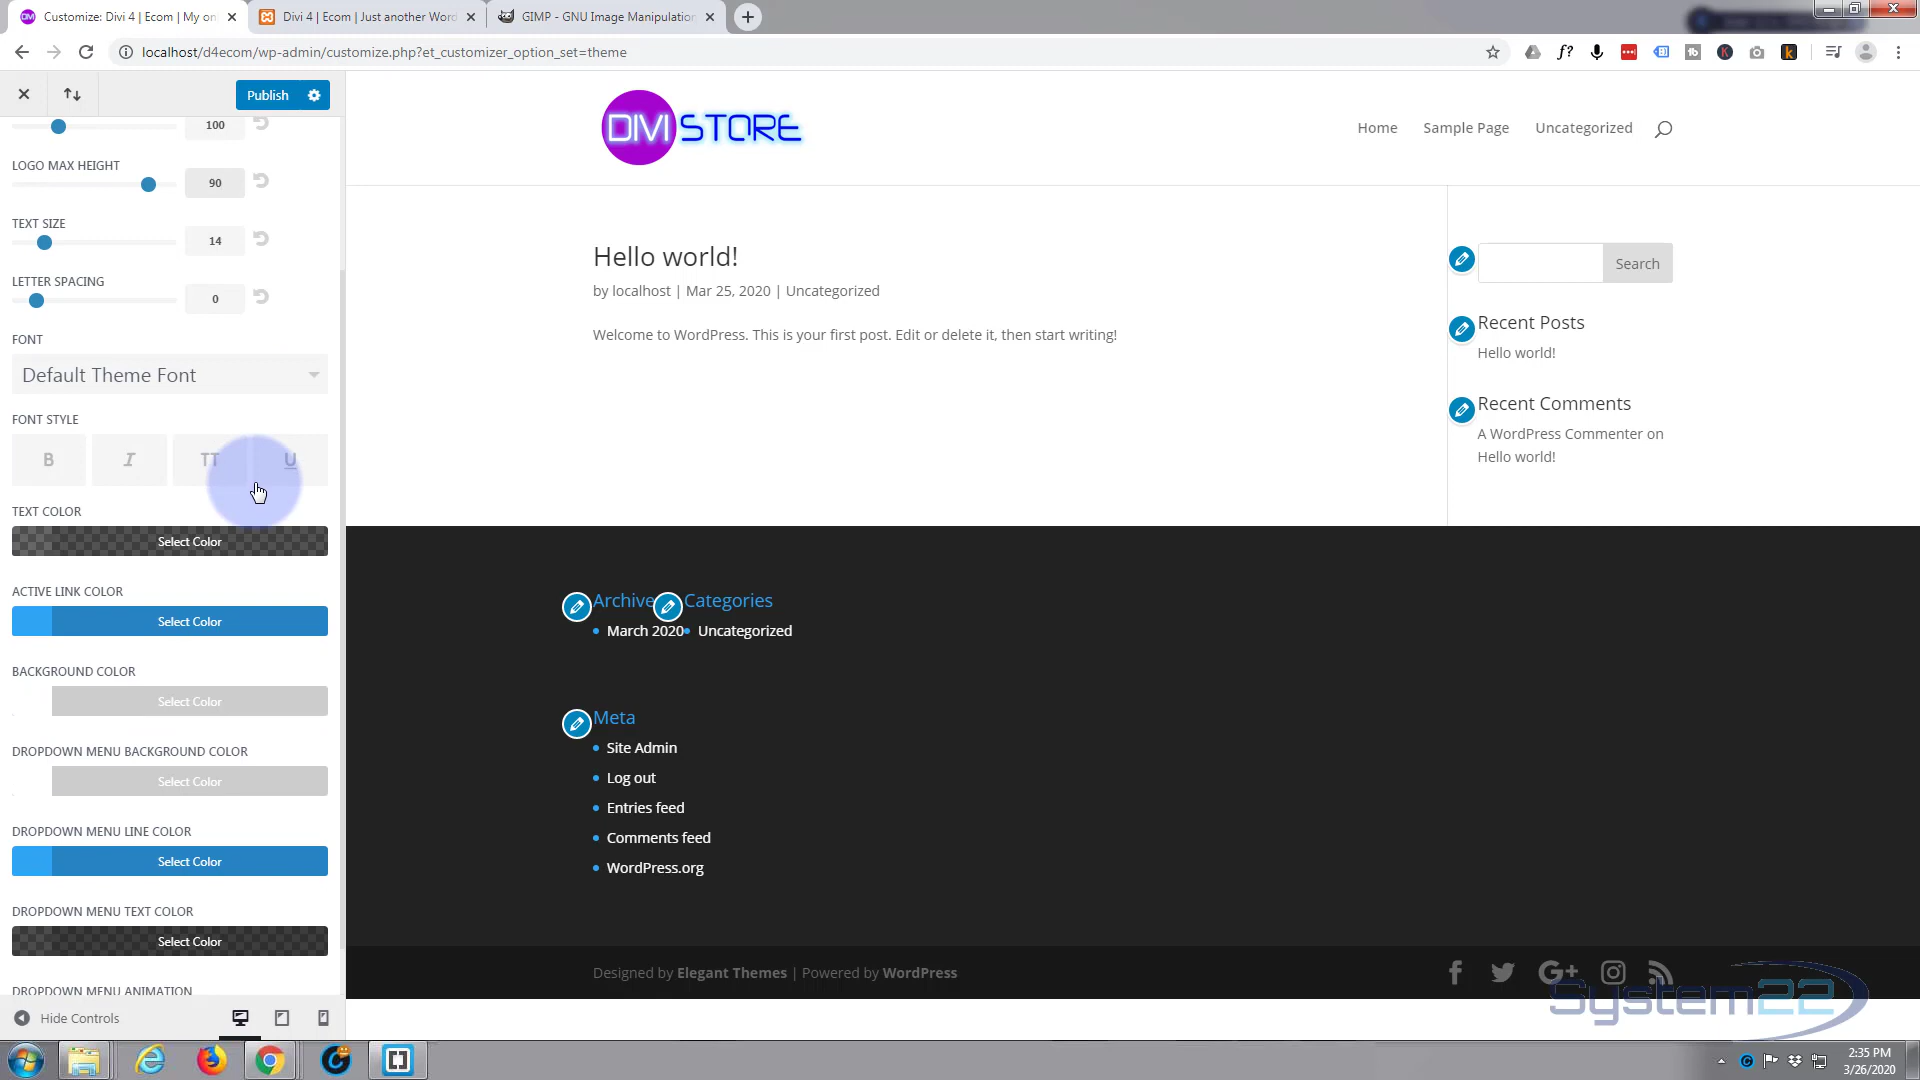 Customize: Divi 4 | Ecom | My on
Divi 4 | Ecom | Just another Word
GIMP - GNU Image Manipulation
localhost/d4ecom/wp-admin/customize.php?et_customizer_option_set=theme
Publish
100
LOGO MAX HEIGHT
90
TEXT SIZE
14
LETTER SPACING
0
FONT
Default Theme Font
FONT STYLE
B I TT U
TEXT COLOR
Select Color
ACTIVE LINK COLOR
Select Color
BACKGROUND COLOR
Select Color
DROPDOWN MENU BACKGROUND COLOR
Select Color
DROPDOWN MENU LINE COLOR
Select Color
DROPDOWN MENU TEXT COLOR
Select Color
DROPDOWN MENU ANIMATION
Hide Controls
DIVI STORE
Home Sample Page Uncategorized
Hello world!
by localhost | Mar 25, 2020 | Uncategorized
Welcome to WordPress. This is your first post. Edit or delete it, then start writing!
Search
Recent Posts
Hello world!
Recent Comments
A WordPress Commenter on
Hello world!
Archive Categories
March 2020 Uncategorized
Meta
Site Admin
Log out
Entries feed
Comments feed
WordPress.org
Designed by Elegant Themes | Powered by WordPress
System22
2:35 PM
3/26/2020